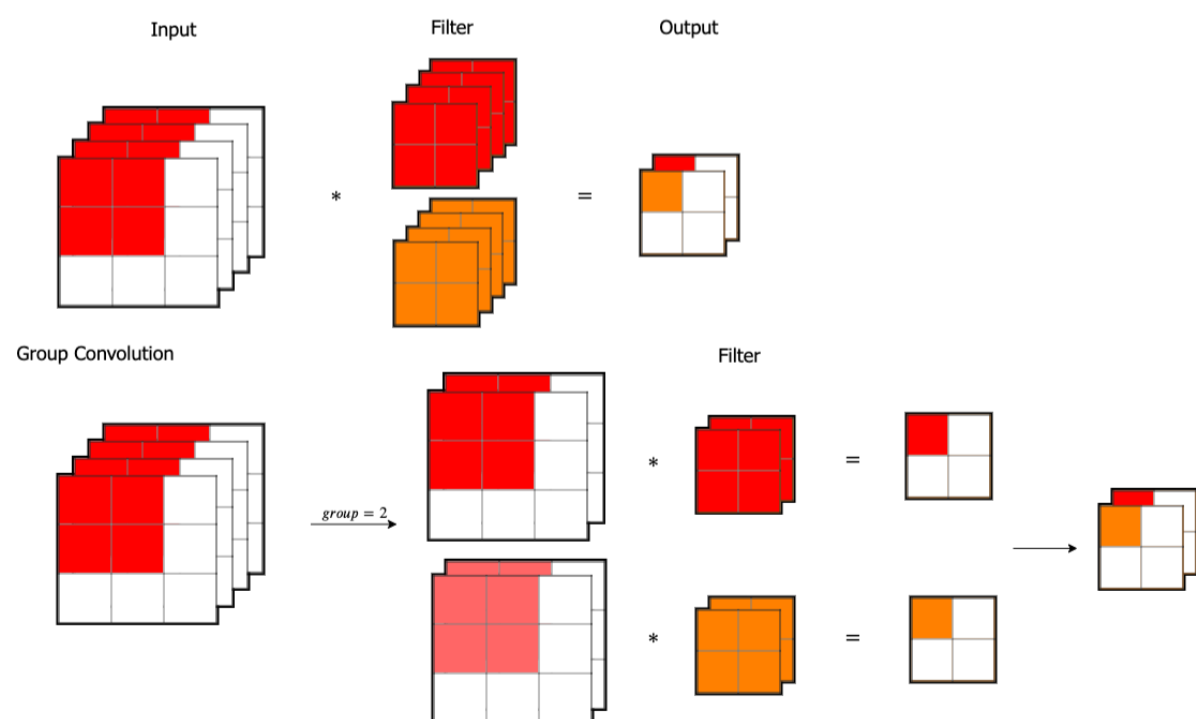 Input Filter Output
* =
Group Convolution
Filter
group = 2
* =
* =